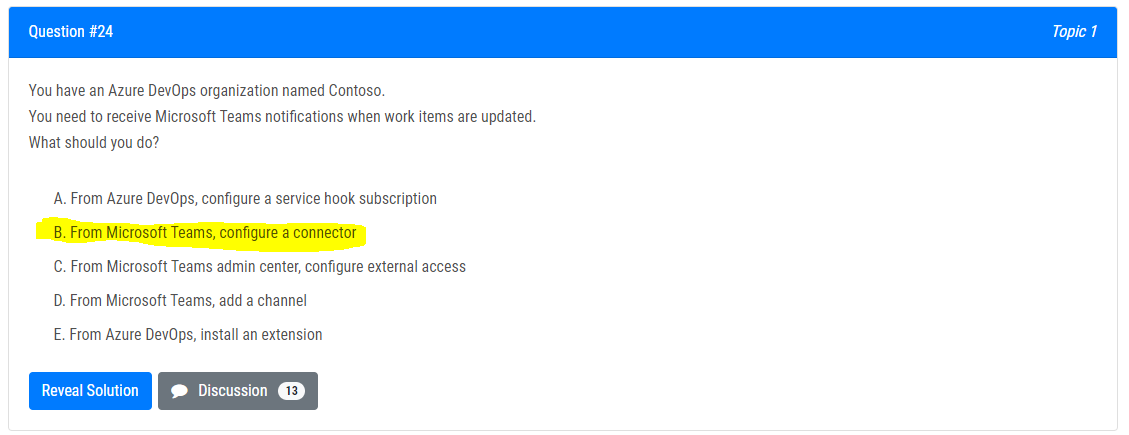 Question #24
Topic 1
You have an Azure DevOps organization named Contoso.
You need to receive Microsoft Teams notifications when work items are updated.
What should you do?
A. From Azure DevOps, configure a service hook subscription
B. From Microsoft Teams, configure a connector
C. From Microsoft Teams admin center, configure external access
D. From Microsoft Teams, add a channel
E. From Azure DevOps, install an extension
Reveal Solution
Discussion 13